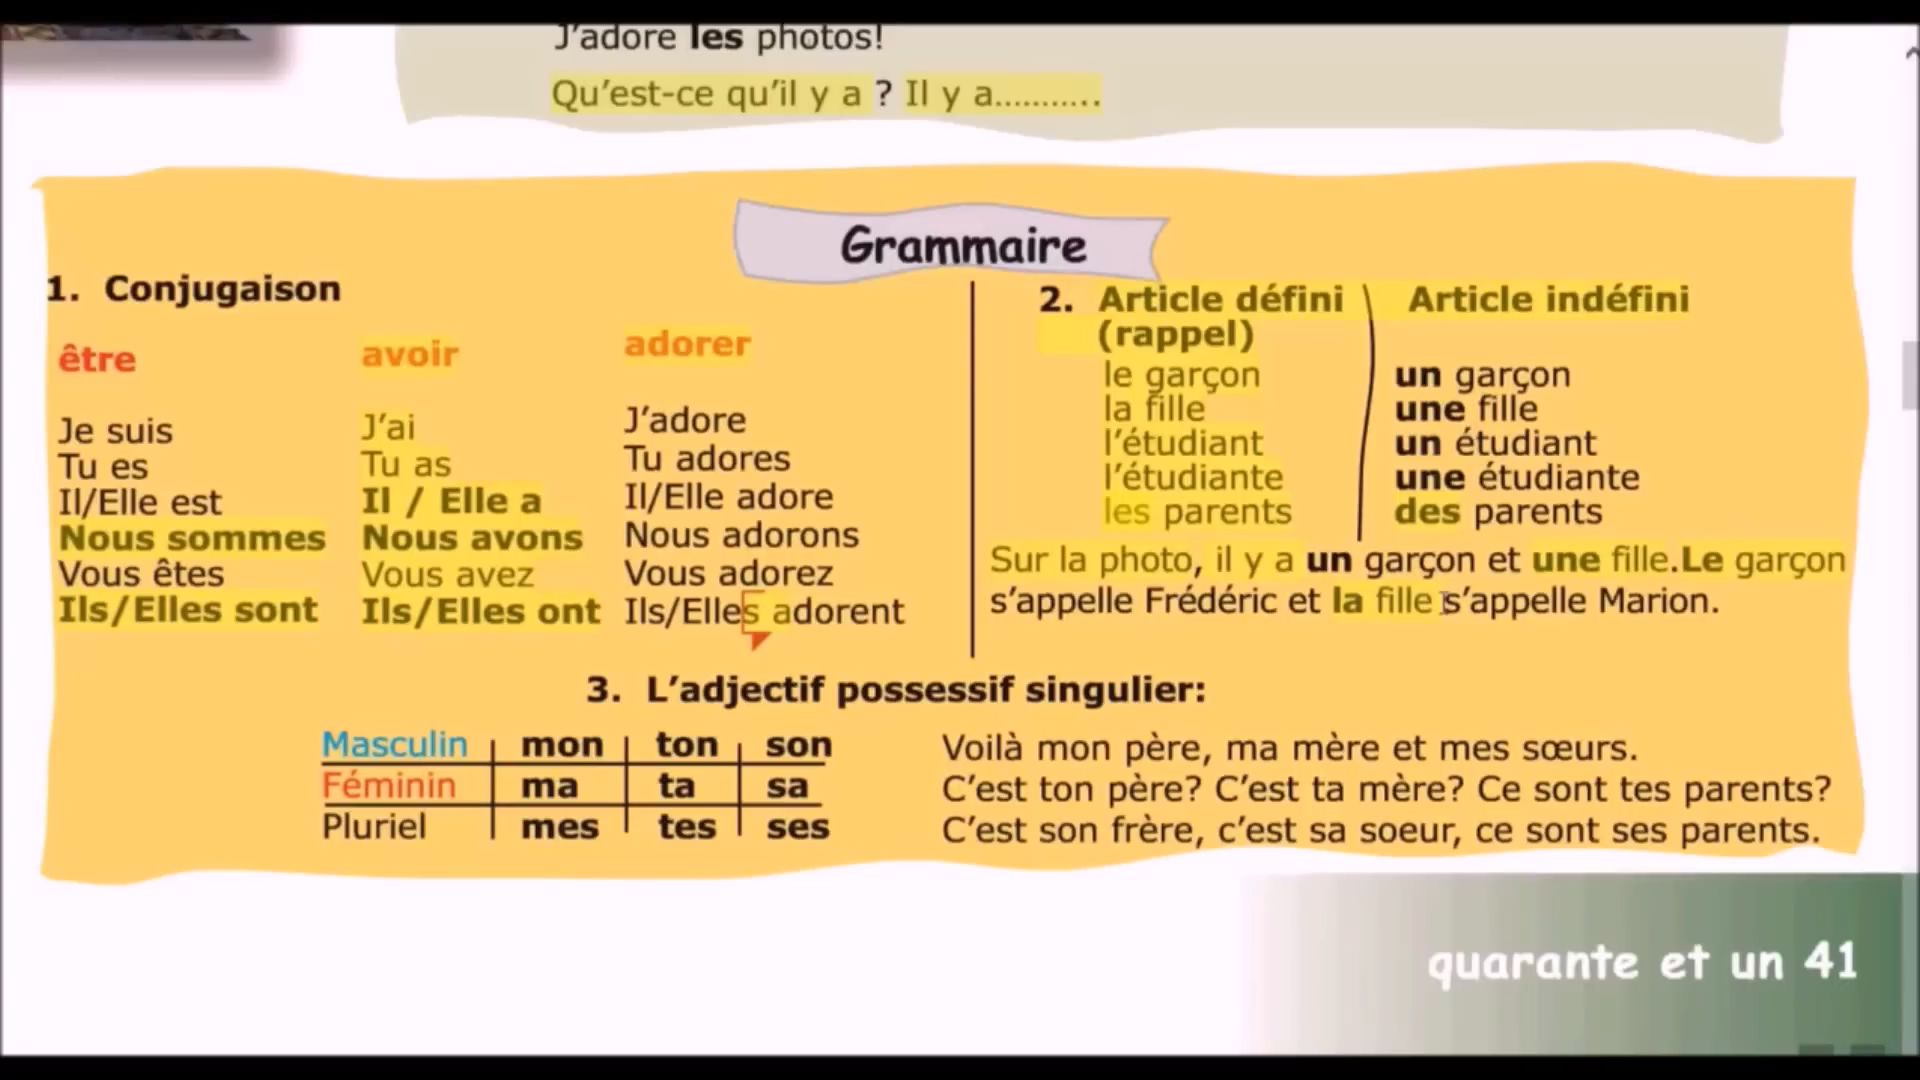 J'adore les photos!
Qu'est-ce qu'il y a ? Il y a...........
Grammaire
1. Conjugaison
être
Je suis
Tu es
Il/Elle est
Nous sommes
Vous êtes
Ils/Elles sont
avoir
J'ai
Tu as
Il / Elle a
Nous avons
Vous avez
Ils/Elles ont
adorer
J'adore
Tu adores
Il/Elle adore
Nous adorons
Vous adorez
Ils/Elles adorent
2. Article défini
(rappel)
le garçon
la fille
l'étudiant
l'étudiante
les parents
Article indéfini
un garçon
une fille
un étudiant
une étudiante
des parents
Sur la photo, il y a un garçon et une fille.Le garçon
s'appelle Frédéric et la fille s'appelle Marion.
3. L'adjectif possessif singulier:
Masculin mon ton son
Féminin ma ta sa
Pluriel mes tes ses
Voilà mon père, ma mère et mes sœurs.
C'est ton père? C'est ta mère? Ce sont tes parents?
C'est son frère, c'est sa soeur, ce sont ses parents.
quarante et un 41